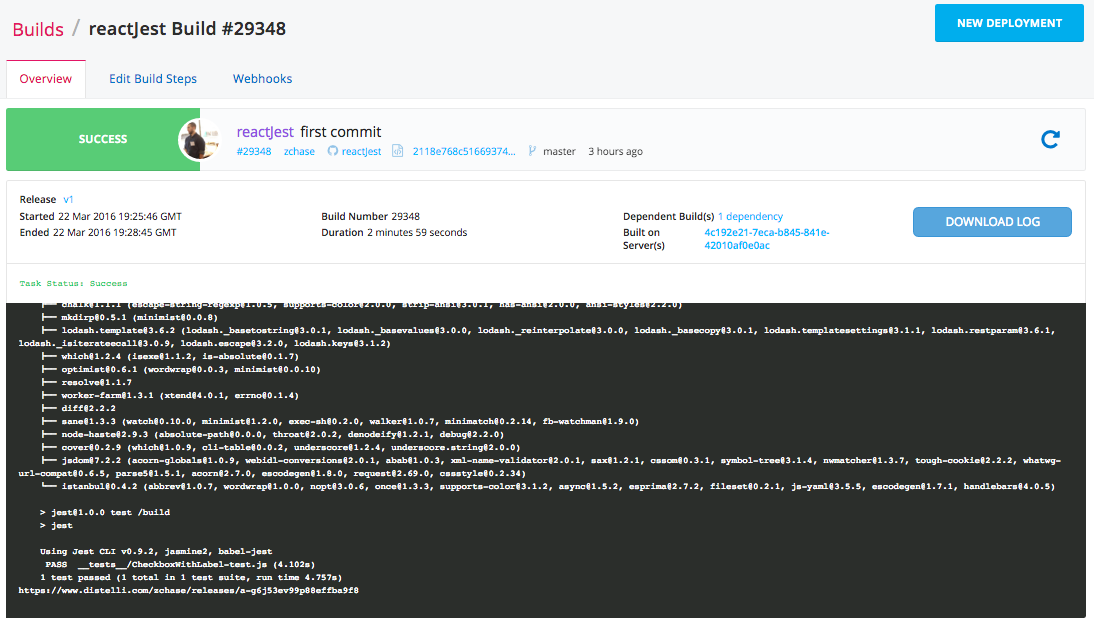 Builds / reactJest Build #29348
NEW DEPLOYMENT
Overview Edit Build Steps Webhooks
SUCCESS
reactJest first commit
#29348 zchase reactJest 2118e768c51669374... master 3 hours ago
Release v1
Started 22 Mar 2016 19:25:46 GMT
Ended 22 Mar 2016 19:28:45 GMT
Build Number 29348
Duration 2 minutes 59 seconds
Dependent Build(s) 1 dependency
Built on Server(s) 4c192e21-7eca-b845-841e-
42010af0e0ac
DOWNLOAD LOG
Task Status: Success
├── chalk@1.1.1 (escape-string-regexp@1.0.5, supports-color@2.0.0, strip-ansi@3.0.1, has-ansi@2.0.0, ansi-styles@2.2.0)
├── mkdirp@0.5.1 (minimist@0.0.8)
├── lodash.template@3.6.2 (lodash._basetostring@3.0.1, lodash._basevalues@3.0.0, lodash._reinterpolate@3.0.0, lodash._basecopy@3.0.1, lodash.templatesettings@3.1.1, lodash.restparam@3.6.1,
lodash._isiterateecall@3.0.9, lodash.escape@3.2.0, lodash.keys@3.1.2)
├── which@1.2.4 (isexe@1.1.2, is-absolute@0.1.7)
├── optimist@0.6.1 (wordwrap@0.0.3, minimist@0.0.10)
├── resolve@1.1.7
├── worker-farm@1.3.1 (xtend@4.0.1, errno@0.1.4)
├── diff@2.2.2
├── sane@1.3.3 (watch@0.10.0, minimist@1.2.0, exec-sh@0.2.0, walker@1.0.7, minimatch@0.2.14, fb-watchman@1.9.0)
├── node-haste@2.9.3 (absolute-path@0.0.0, throat@2.0.2, denodeify@1.2.1, debug@2.2.0)
├── cover@0.2.9 (which@1.0.9, cli-table@0.0.2, underscore@1.2.4, underscore.string@2.0.0)
├── jsdom@7.2.2 (acorn-globals@1.0.9, webidl-conversions@2.0.1, abab@1.0.3, xml-name-validator@2.0.1, sax@1.2.1, cssom@0.3.1, symbol-tree@3.1.4, nwmatcher@1.3.7, tough-cookie@2.2.2, whatwg-
url-compat@0.6.5, parse5@1.5.1, acorn@2.7.0, escodegen@1.8.0, request@2.69.0, cssstyle@0.2.34)
└── istanbul@0.4.2 (abbrev@1.0.7, wordwrap@1.0.0, nopt@3.0.6, once@1.3.3, supports-color@3.1.2, async@1.5.2, esprima@2.7.2, fileset@0.2.1, js-yaml@3.5.5, escodegen@1.7.1, handlebars@4.0.5)
> jest@1.0.0 test /build
> jest
Using Jest CLI v0.9.2, jasmine2, babel-jest
PASS __tests__/CheckboxWithLabel-test.js (4.102s)
1 test passed (1 total in 1 test suite, run time 4.757s)
https://www.distelli.com/zchase/releases/a-g6j53ev99p88effba9f8